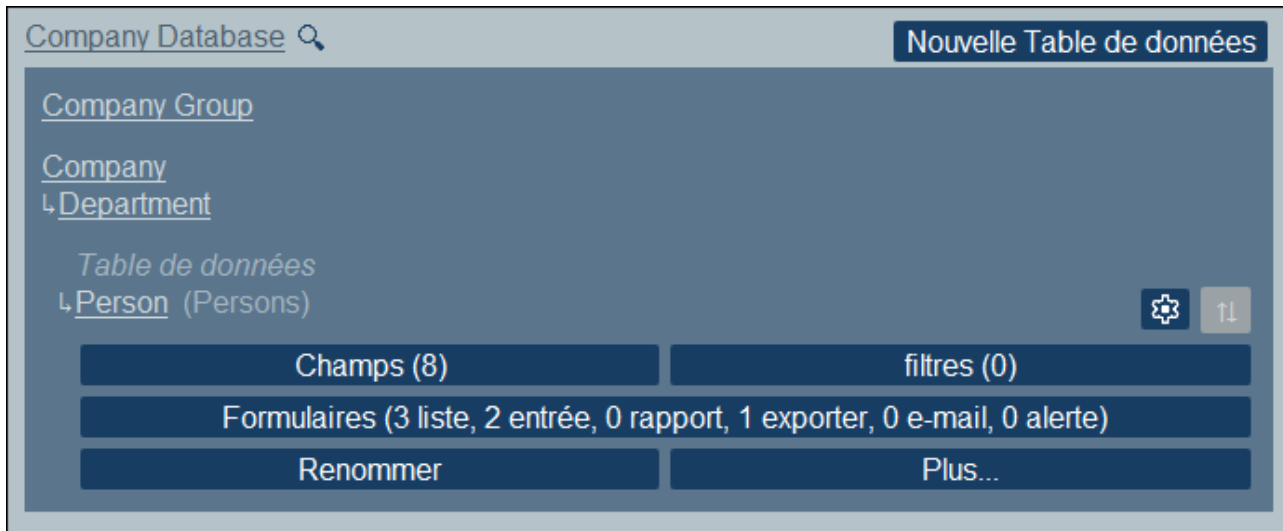 Company Database
Nouvelle Table de données
Company Group
Company
↳Department
Table de données
↳Person (Persons)
Champs (8)
filtres (0)
Formulaires (3 liste, 2 entrée, 0 rapport, 1 exporter, 0 e-mail, 0 alerte)
Renommer
Plus...